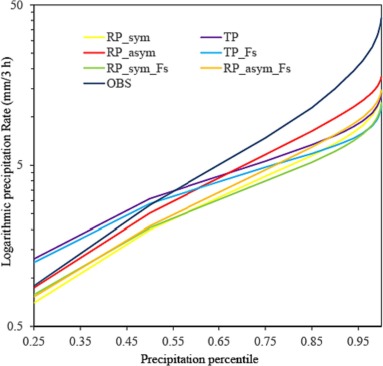 50
RP_sym
TP
RP_asym
TP_Fs
RP_sym_Fs
RP_asym_Fs
OBS
Logarithmic precipitation Rate (mm/3 h)
5
0.5
0.25 0.35 0.45 0.55 0.65 0.75 0.85 0.95
Precipitation percentile